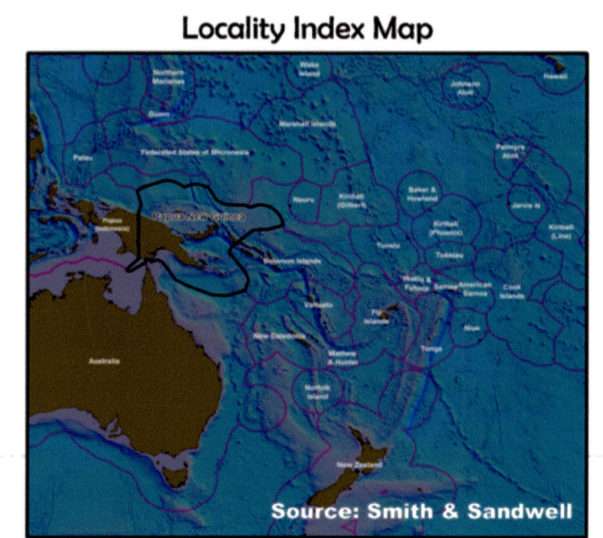 Locality Index Map
Northern
Marianas
Wake
Island
Johnson
Atoll
Hawaii
Guam
Marshall Islands
Palau
Federated States of Micronesia
Palmyra
Atoll
Papua
(Indonesia)
Papua New Guinea
Nauru
Kiribati
(Gilbert)
Baker &
Howland
Jarvis Is
Kiribati
(Phoenix)
Kiribati
(Line)
Tuvalu
Solomon Islands
Tokelau
Wallis &
Futuna
Samoa
American
Samoa
Cook
Islands
Vanuatu
Fiji
Islands
Niue
New Caledonia
Tonga
Australia
Mathew
& Hunter
Norfolk
Island
New Zealand
Source: Smith & Sandwell